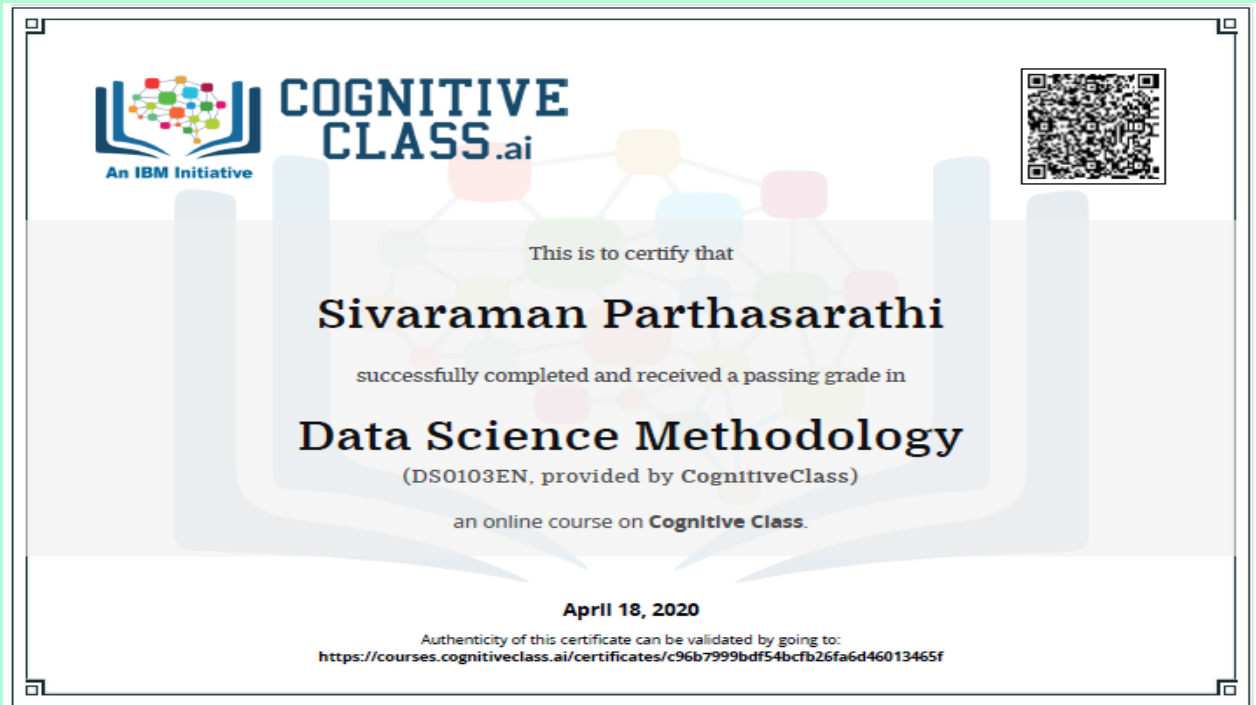 COGNITIVE
CLASS.ai
An IBM Initiative
This is to certify that
Sivaraman Parthasarathi
successfully completed and received a passing grade in
Data Science Methodology
(DS0103EN, provided by CognitiveClass)
an online course on Cognitive Class.
April 18, 2020
Authenticity of this certificate can be validated by going to:
https://courses.cognitiveclass.ai/certificates/c96b7999bdf54bcfb26fa6d46013465f